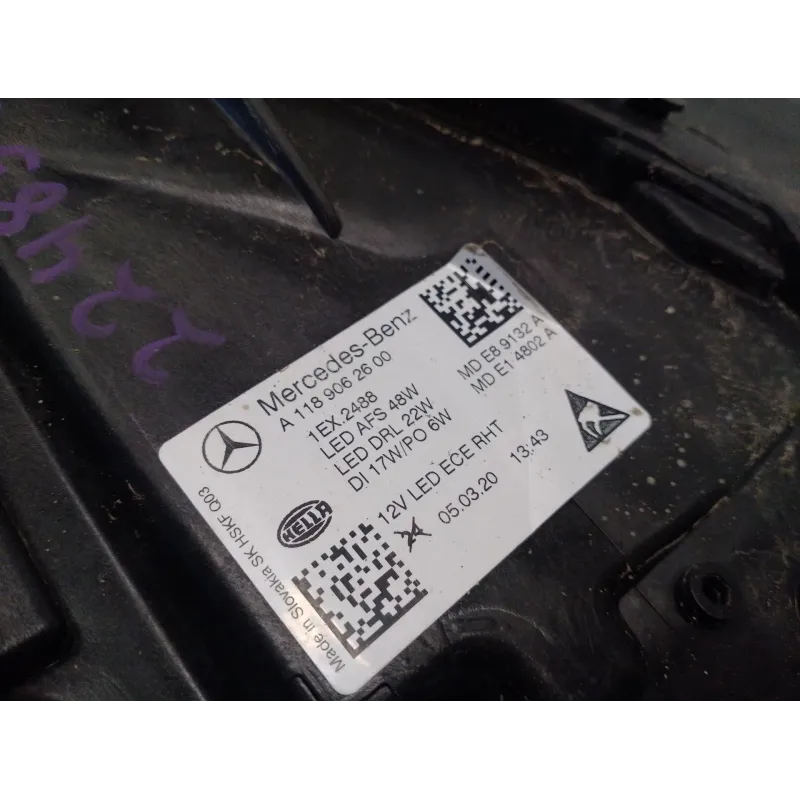 22485
Mercedes-Benz
A 118 906 26 00
1EX.2488
LED AFS 48W
LED DRL 22W
DI 17W/PO 6W
MD E8 9132 A
MD E1 4802 A
HELLA
12V LED ECE RHT
05.03.20 13:43
Made in Slovakia SK HSKF Q03